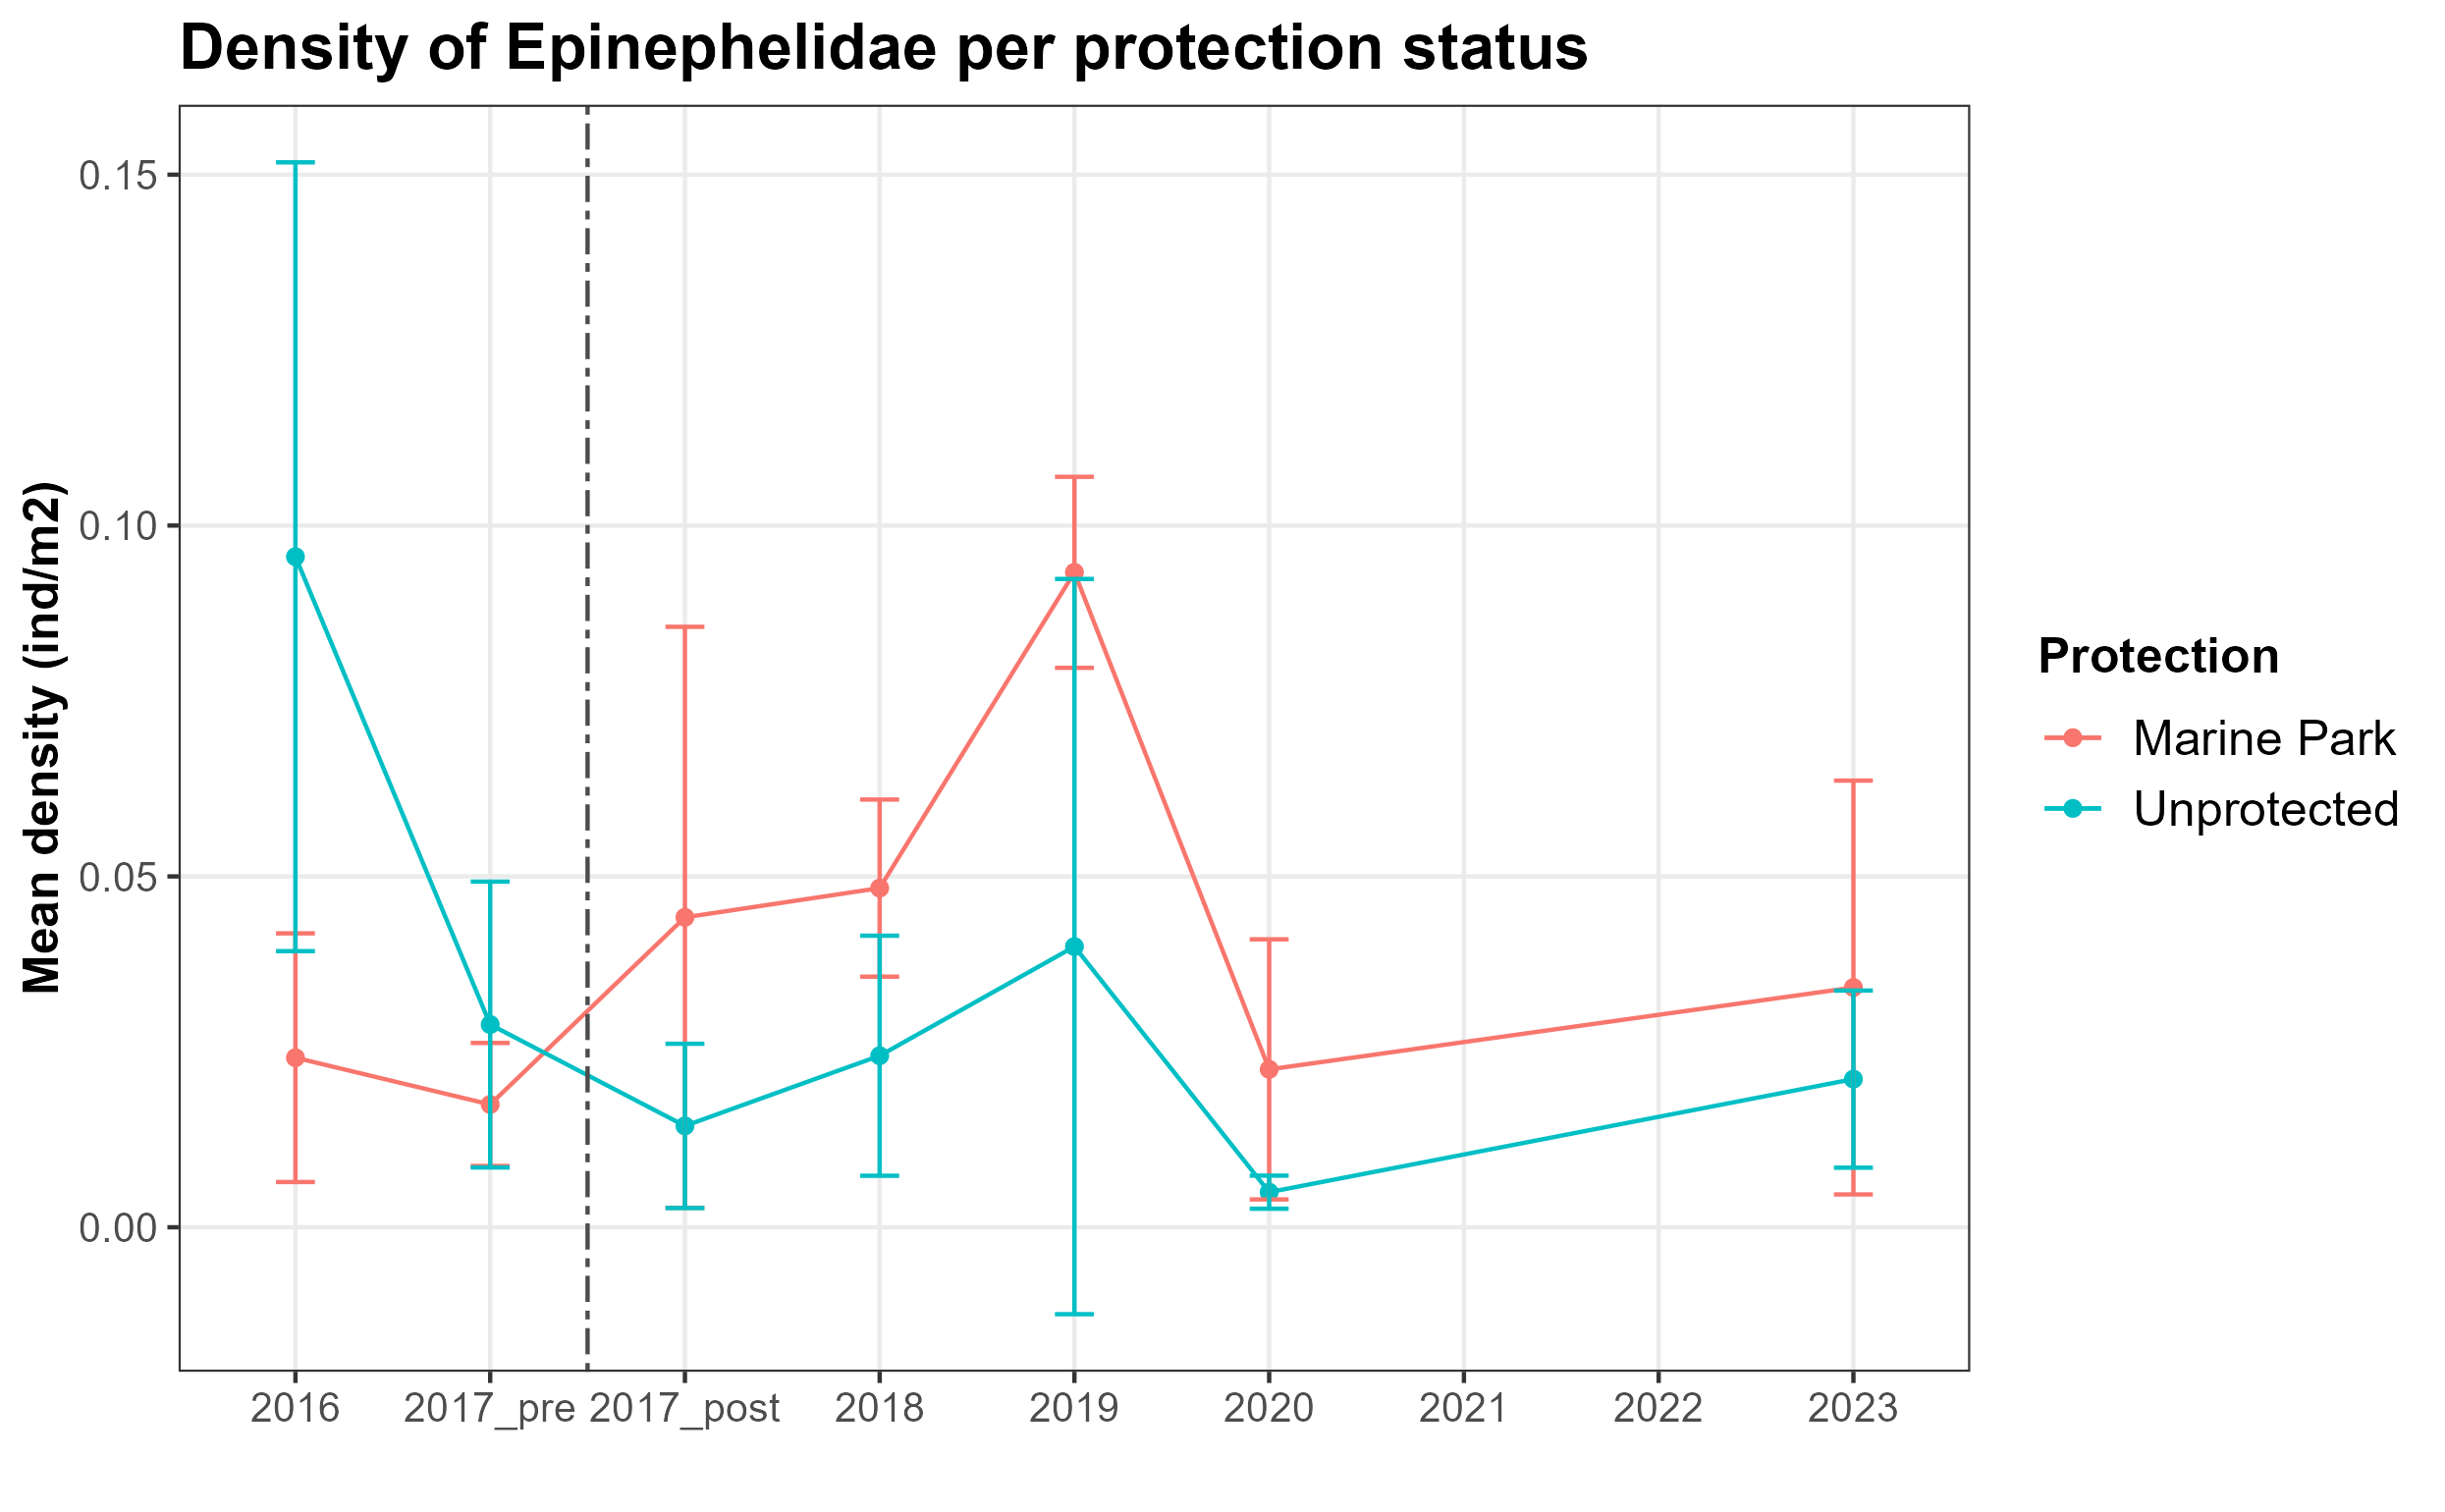 Density of Epinephelidae per protection status
Mean density (ind/m2)
0.15
0.10
0.05
0.00
2016
2017_pre
2017_post
2018
2019
2020
2021
2022
2023
Protection
Marine Park
Unprotected